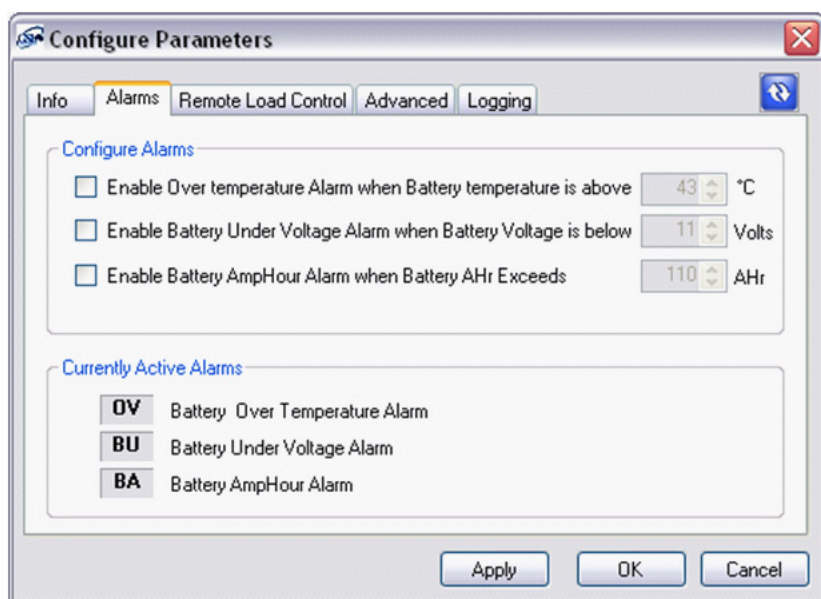 Configure Parameters
Info Alarms Remote Load Control Advanced Logging
Configure Alarms
Enable Over temperature Alarm when Battery temperature is above 43 °C
Enable Battery Under Voltage Alarm when Battery Voltage is below 11 Volts
Enable Battery AmpHour Alarm when Battery AHr Exceeds 110 AHr
Currently Active Alarms
OV Battery Over Temperature Alarm
BU Battery Under Voltage Alarm
BA Battery AmpHour Alarm
Apply OK Cancel